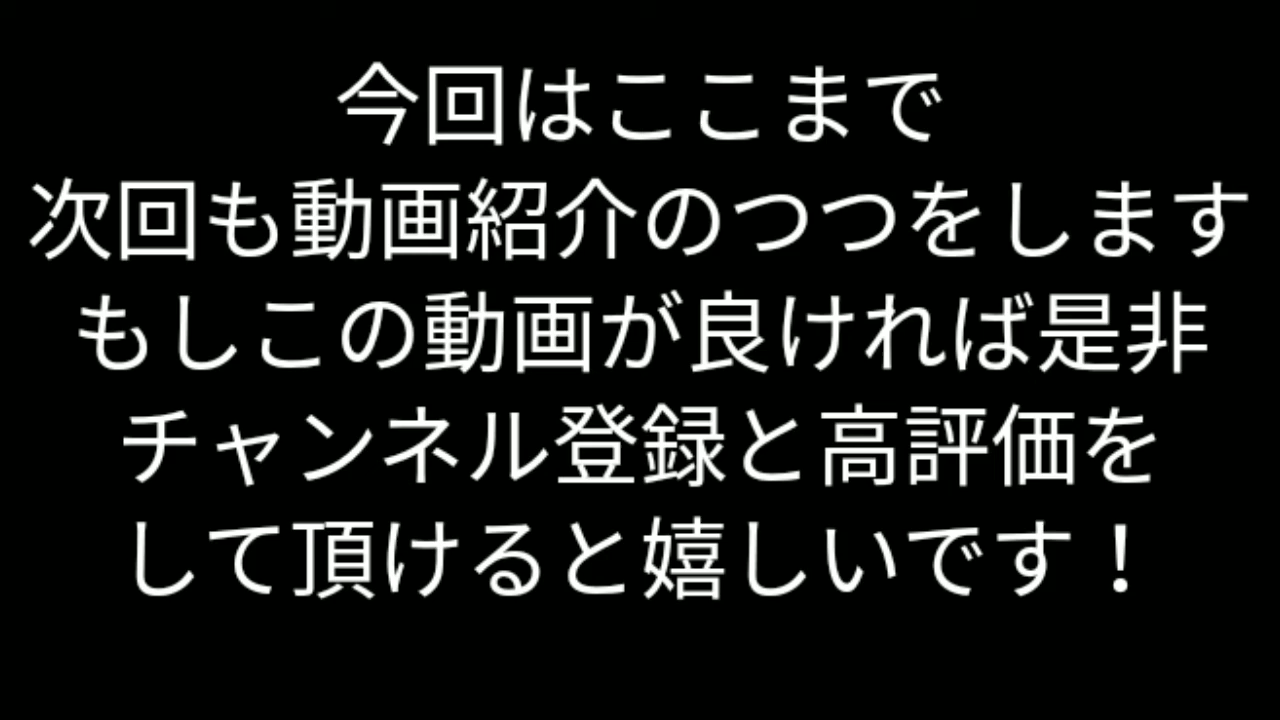 今回はここまで
次回も動画紹介のつつをします
もしこの動画が良ければ是非
チャンネル登録と高評価を
して頂けると嬉しいです！